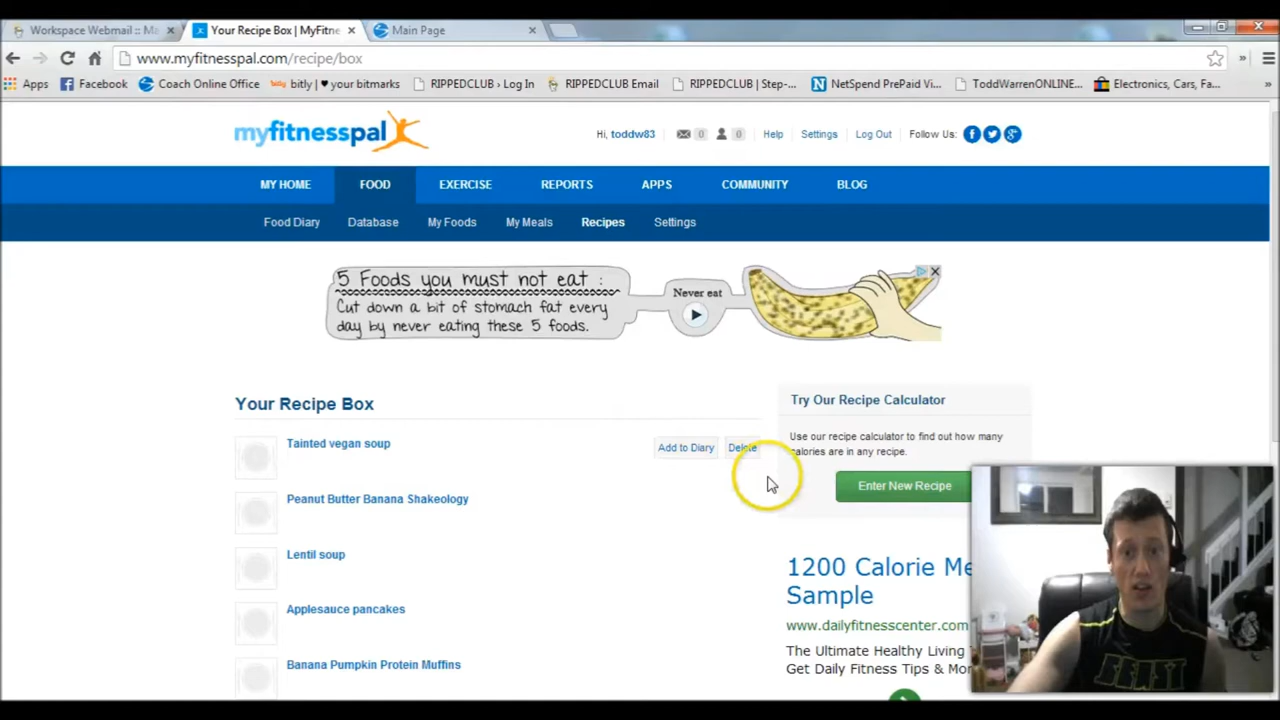 Workspace Webmail :: Ma
Your Recipe Box | MyFitne
Main Page
www.myfitnesspal.com/recipe/box
Apps
Facebook
Coach Online Office
bitly | ♥ your bitmarks
RIPPEDCLUB › Log In
RIPPEDCLUB Email
RIPPEDCLUB | Step-...
NetSpend PrePaid Vi...
ToddWarrenONLINE...
Electronics, Cars, Fa...
myfitnesspal
Hi, toddw83
0
0
Help
Settings
Log Out
Follow Us:
MY HOME
FOOD
EXERCISE
REPORTS
APPS
COMMUNITY
BLOG
Food Diary
Database
My Foods
My Meals
Recipes
Settings
5 Foods you must not eat :
Cut down a bit of stomach fat every
day by never eating these 5 foods.
Never eat
Your Recipe Box
Tainted vegan soup
Add to Diary
Delete
Peanut Butter Banana Shakeology
Lentil soup
Applesauce pancakes
Banana Pumpkin Protein Muffins
Try Our Recipe Calculator
Use our recipe calculator to find out how many
calories are in any recipe.
Enter New Recipe
1200 Calorie Me
Sample
www.dailyfitnesscenter.com
The Ultimate Healthy Living
Get Daily Fitness Tips & Mo
BEAST